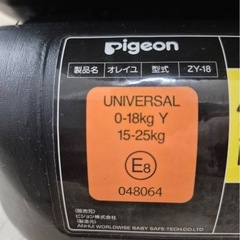 pigeon
製品名 オレイユ 型式 ZY-18
UNIVERSAL
0-18kg Y
15-25kg
E8
048064
(販売元)
ピジョン株式会社
(製造元)
ANHUI WORLDWISE BABY SAFE-TECH CO.,LTD